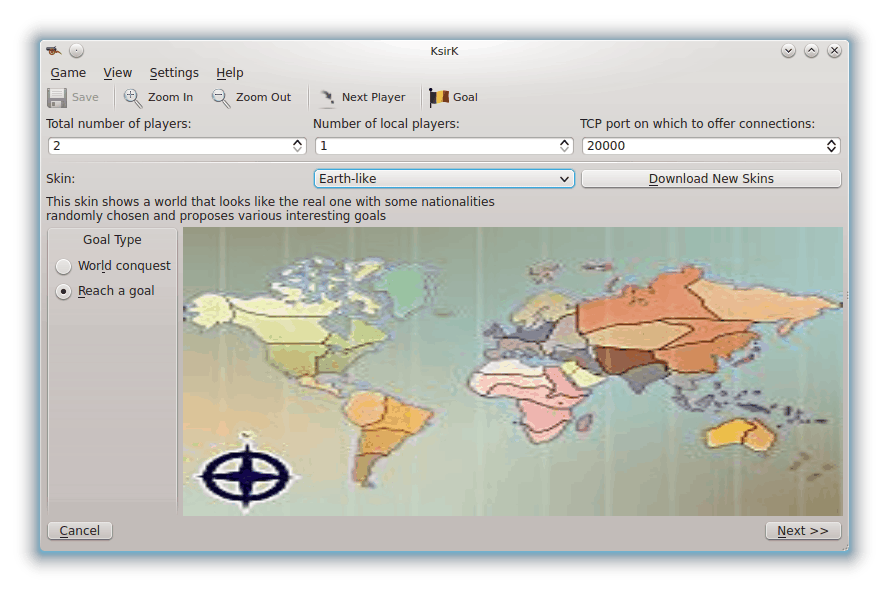 KsirK
Game View Settings Help
Save Zoom In Zoom Out Next Player Goal
Total number of players: Number of local players: TCP port on which to offer connections:
2 1 20000
Skin: Earth-like Download New Skins
This skin shows a world that looks like the real one with some nationalities
randomly chosen and proposes various interesting goals
Goal Type
World conquest
Reach a goal
Cancel Next >>